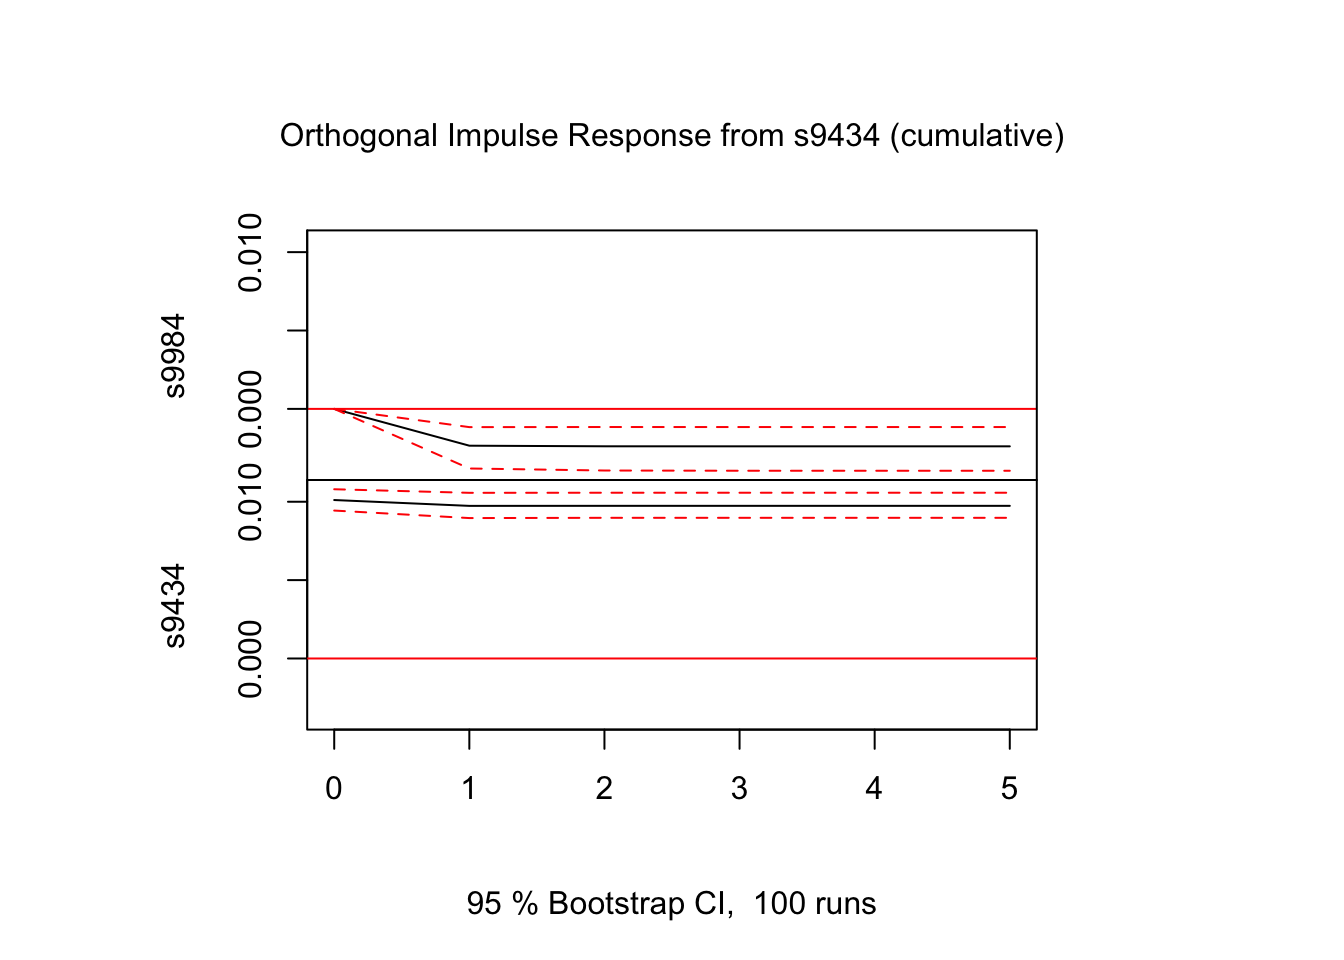 Orthogonal Impulse Response from s9434 (cumulative)
s9984
0.010
0.000
s9434
0.010
0.000
0 1 2 3 4 5
95 % Bootstrap CI,  100 runs